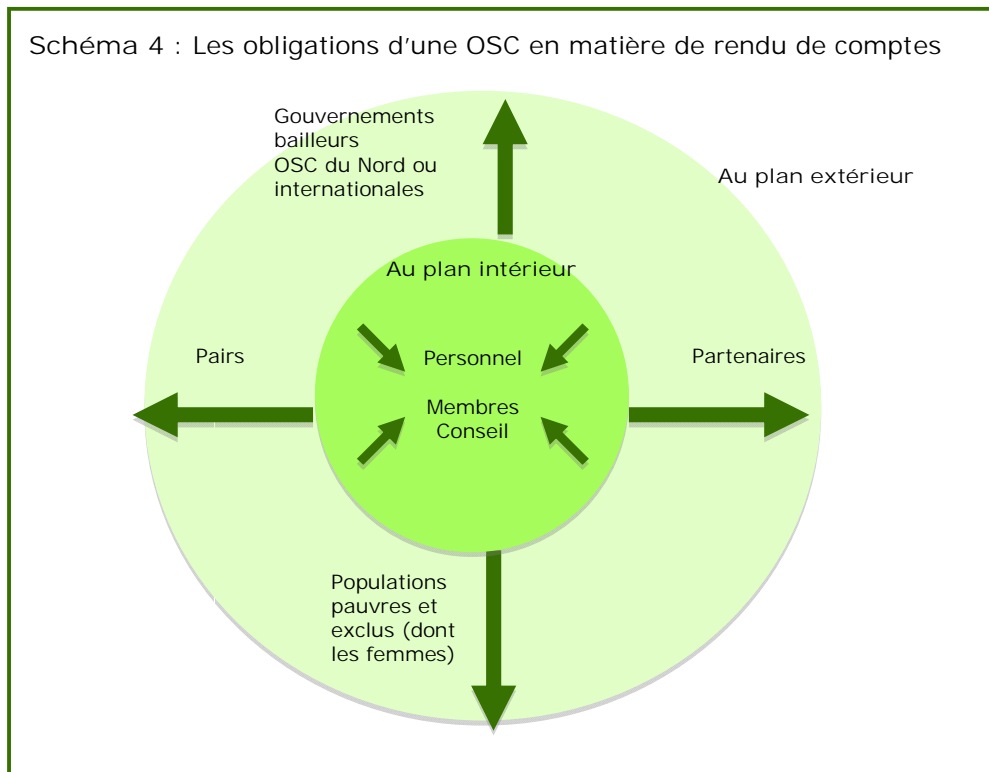 Schéma 4 : Les obligations d’une OSC en matière de rendu de comptes
Gouvernements
bailleurs
OSC du Nord ou
internationales
Au plan extérieur
Au plan intérieur
Pairs
Personnel
Partenaires
Membres
Conseil
Populations
pauvres et
exclus (dont
les femmes)